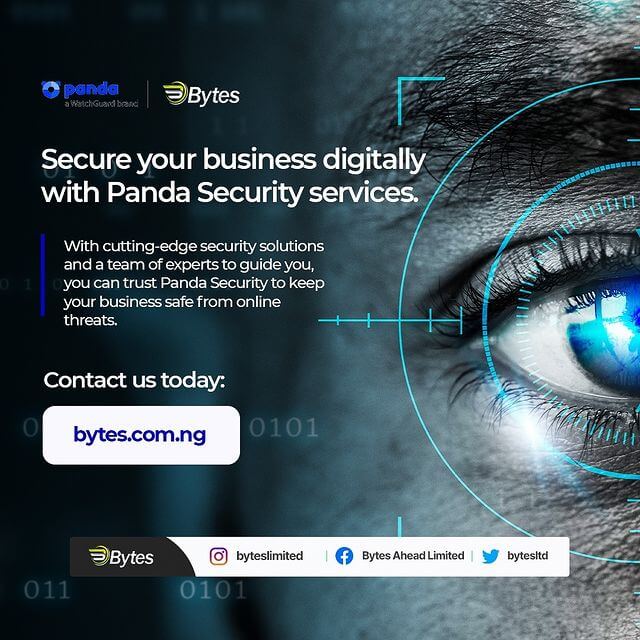 panda
a WatchGuard brand
Bytes
Secure your business digitally
with Panda Security services.
With cutting-edge security solutions
and a team of experts to guide you,
you can trust Panda Security to keep
your business safe from online
threats.
Contact us today:
bytes.com.ng
0101
Bytes
byteslimited
Bytes Ahead Limited
bytesltd
011
0101